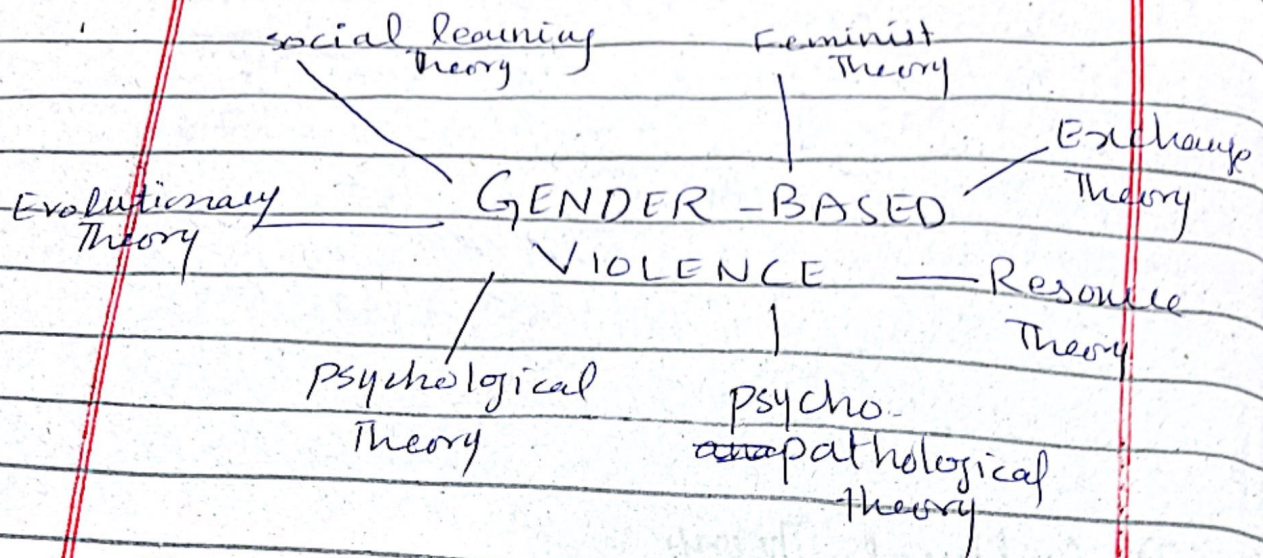 social learning
Theory
Feminist
Theory
Exchange
Theory
Evolutionary
Theory
GENDER-BASED
VIOLENCE
Resource
Theory
Psychological
Theory
psycho-
pathological
theory